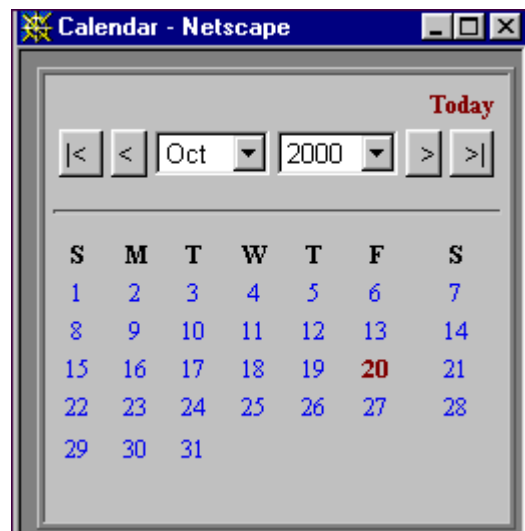 Calendar - Netscape
Today
|< < Oct 2000 > >|
S M T W T F S
1 2 3 4 5 6 7
8 9 10 11 12 13 14
15 16 17 18 19 20 21
22 23 24 25 26 27 28
29 30 31